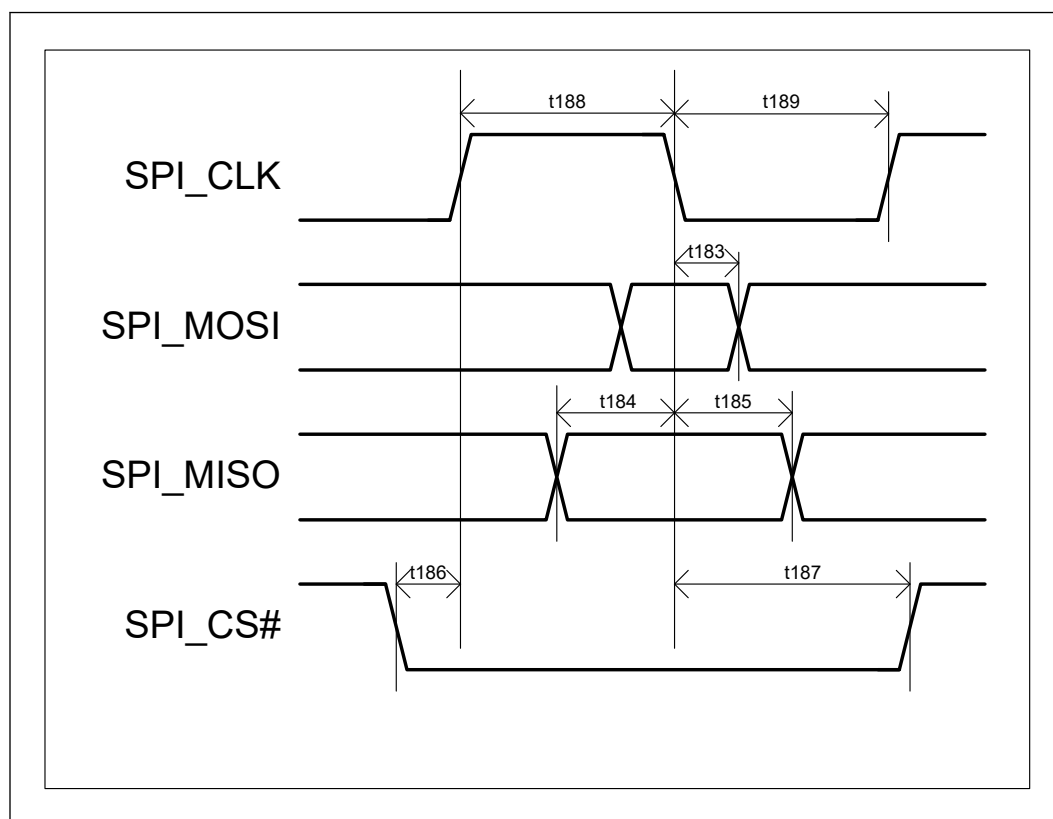 t188
t189
SPI_CLK
t183
SPI_MOSI
t184
t185
SPI_MISO
t186
t187
SPI_CS#